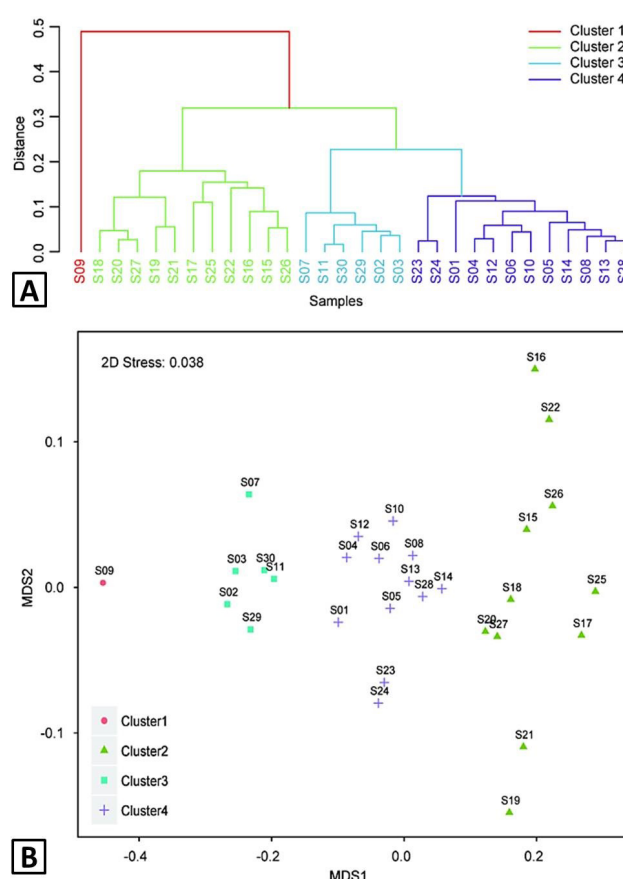 0.5
0.4
0.3
0.2
0.1
0.0
Distance
Cluster 1
Cluster 2
Cluster 3
Cluster 4
S09 S18 S20 S27 S19 S21 S17 S25 S22 S16 S15 S26 S07 S11 S30 S29 S02 S03 S23 S24 S01 S04 S12 S06 S10 S05 S14 S08 S13 S28
Samples
A
2D Stress: 0.038
S16
S22
S26
S15
S07
S10
S12
S04 S06 S08
S03 S30 S11
S09
S13
S28 S14
S18
S25
S02
S05
S01
S29
S20 S27
S17
S23
S24
S21
S19
0.1
0.0
-0.1
MDS2
Cluster1
Cluster2
Cluster3
Cluster4
-0.4 -0.2 0.0 0.2
MDS1
B